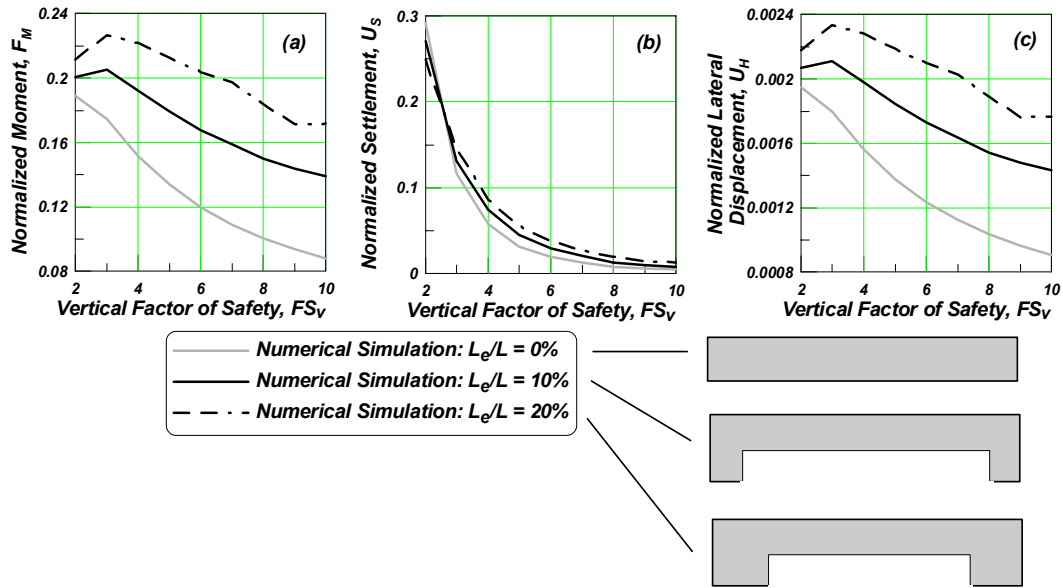 0.24
0.2
0.16
0.12
0.08
Normalized Moment, F_M
(a)
2 4 6 8 10
Vertical Factor of Safety, FS_V
0.3
0.2
0.1
0
Normalized Settlement, U_S
(b)
2 4 6 8 10
Vertical Factor of Safety, FS_V
0.0024
0.002
0.0016
0.0012
0.0008
Normalized Lateral
Displacement, U_H
(c)
2 4 6 8 10
Vertical Factor of Safety, FS_V
Numerical Simulation: L_e/L = 0%
Numerical Simulation: L_e/L = 10%
Numerical Simulation: L_e/L = 20%